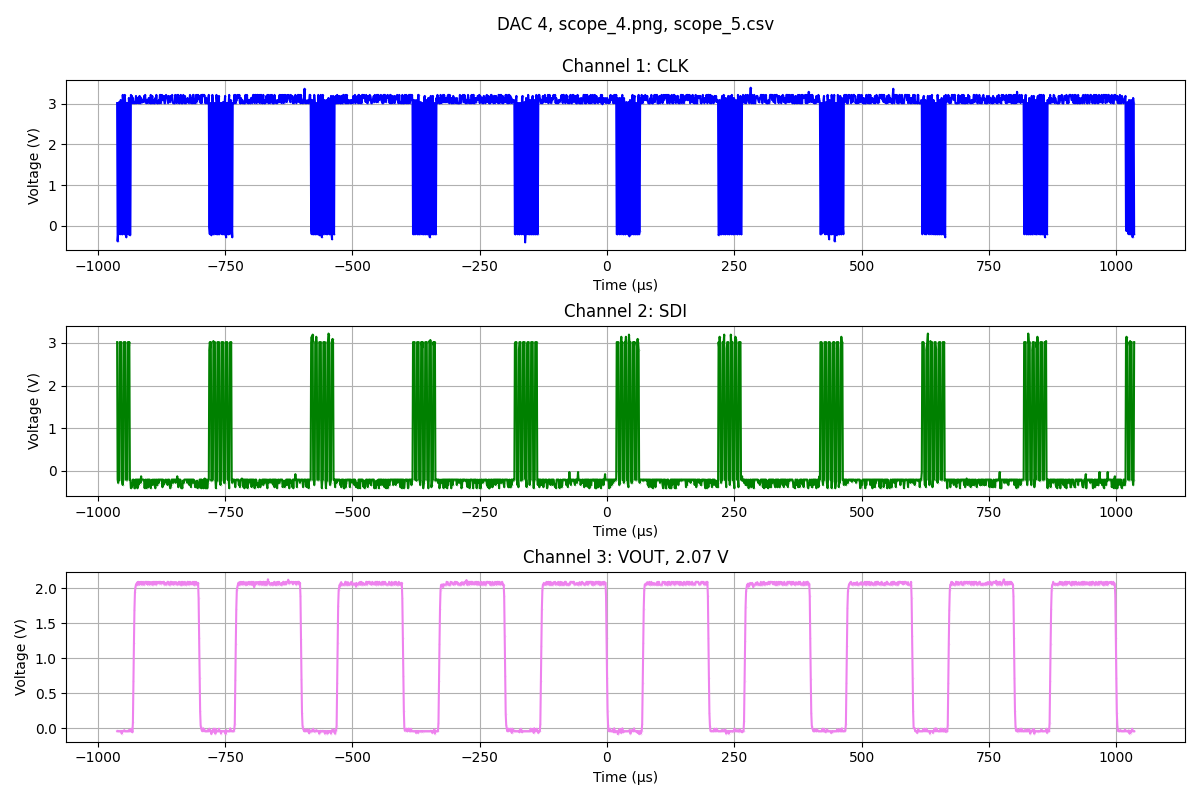 DAC 4, scope_4.png, scope_5.csv
Channel 1: CLK
Voltage (V)
3
2
1
0
−1000 −750 −500 −250 0 250 500 750 1000
Time (µs)
Channel 2: SDI
Voltage (V)
3
2
1
0
−1000 −750 −500 −250 0 250 500 750 1000
Time (µs)
Channel 3: VOUT, 2.07 V
Voltage (V)
2.0
1.5
1.0
0.5
0.0
−1000 −750 −500 −250 0 250 500 750 1000
Time (µs)